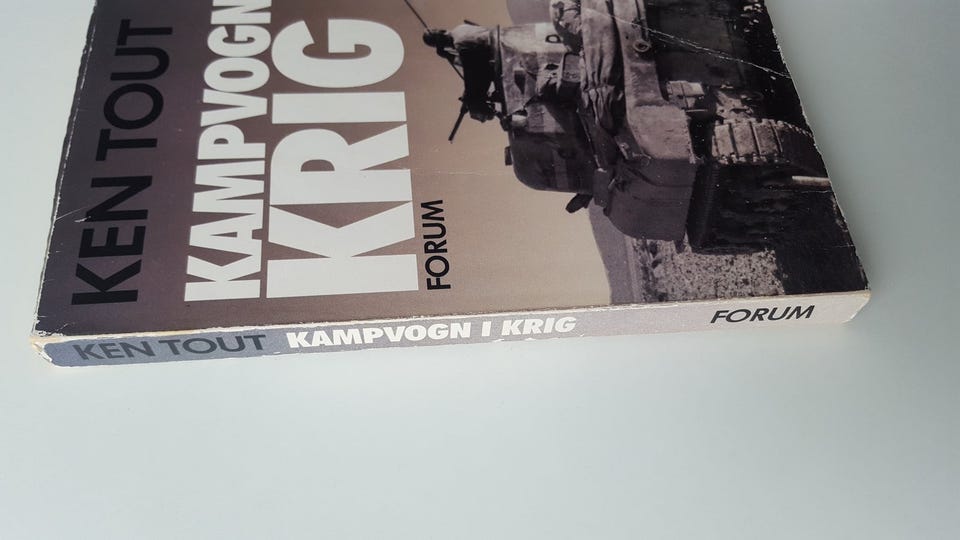 KEN TOUT
KAMPVOGN
KRIG
FORUM
KEN TOUT KAMPVOGN I KRIG FORUM